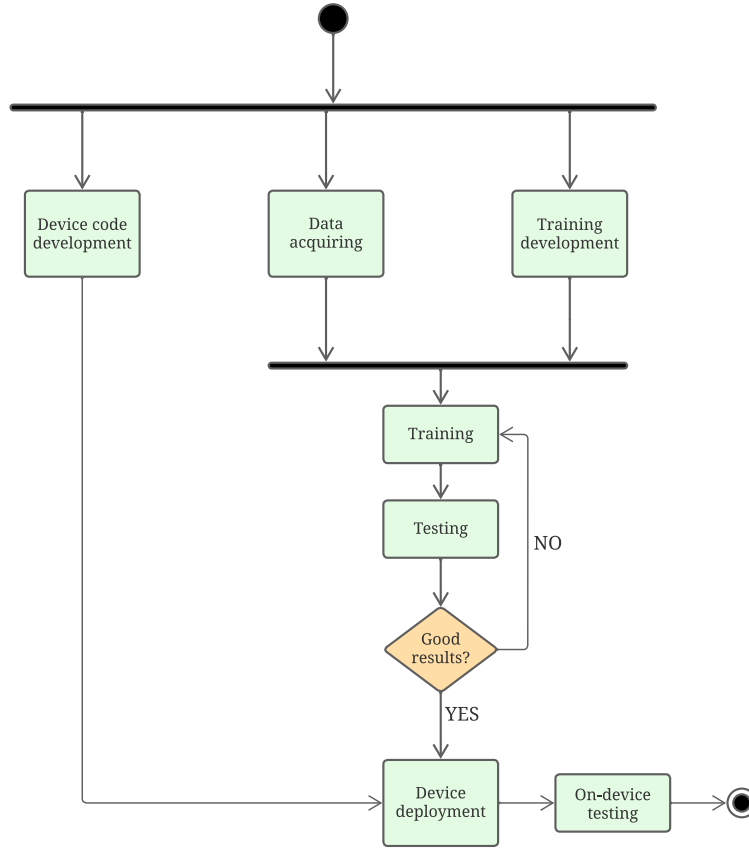 Device code
development
Data
acquiring
Training
development
Training
Testing
NO
Good
results?
YES
Device
deployment
On-device
testing